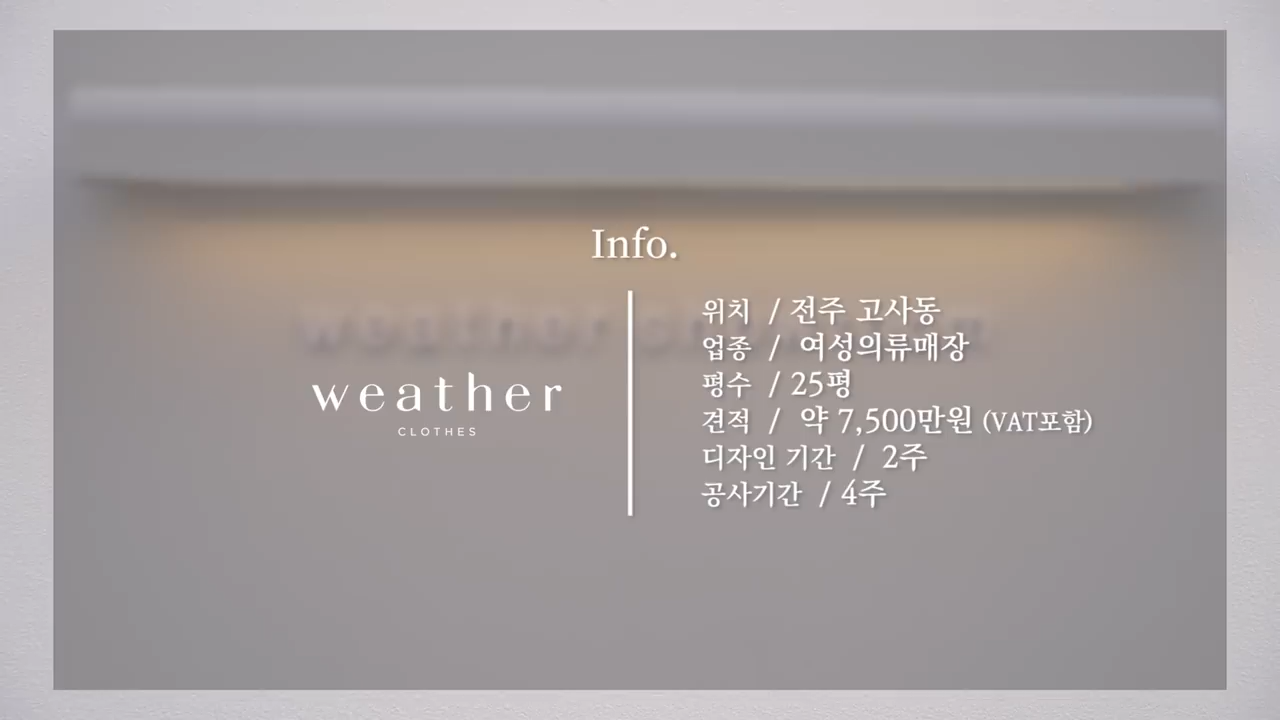 Info.
weather
CLOTHES
위치 / 전주 고사동
업종 / 여성의류매장
평수 / 25평
견적 / 약 7,500만원 (VAT포함)
디자인 기간 / 2주
공사기간 / 4주